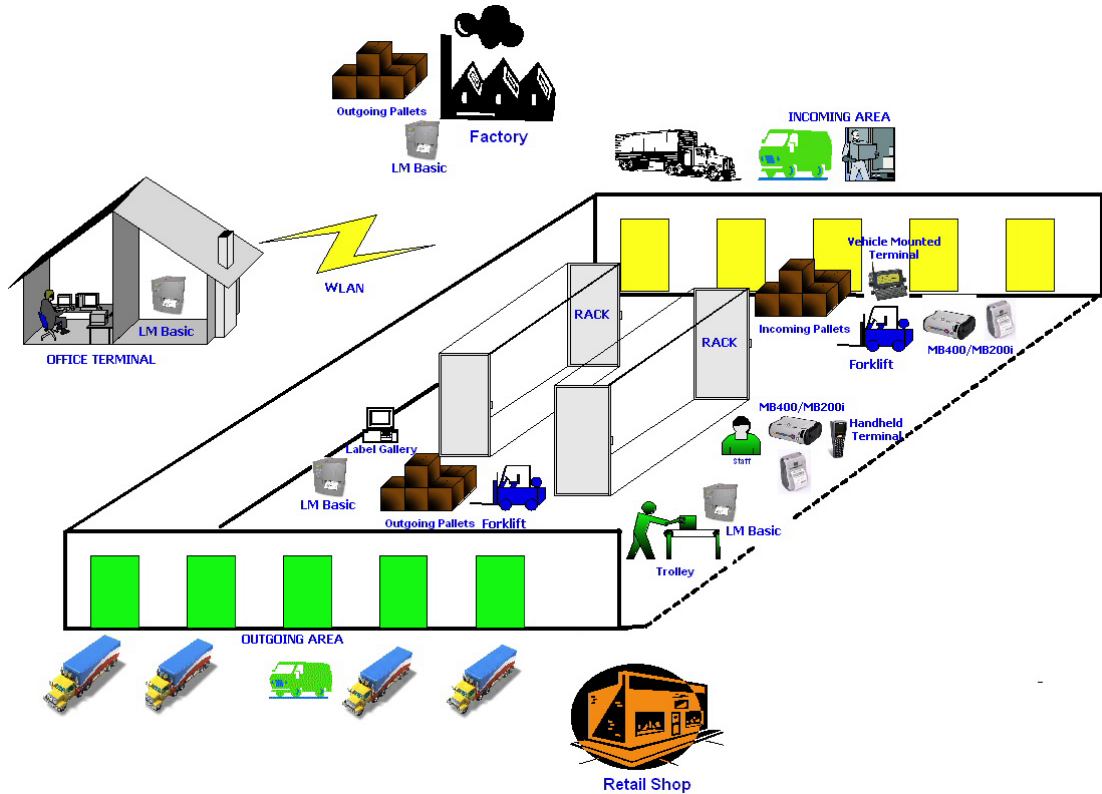 Outgoing Pallets
Factory
LM Basic
INCOMING AREA
WLAN
LM Basic
OFFICE TERMINAL
Vehicle Mounted
Terminal
RACK
RACK
Incoming Pallets
Forklift
MB400/MB200i
MB400/MB200i
Handheld
Terminal
Staff
Label Gallery
LM Basic
Outgoing Pallets
Forklift
LM Basic
Trolley
OUTGOING AREA
Retail Shop